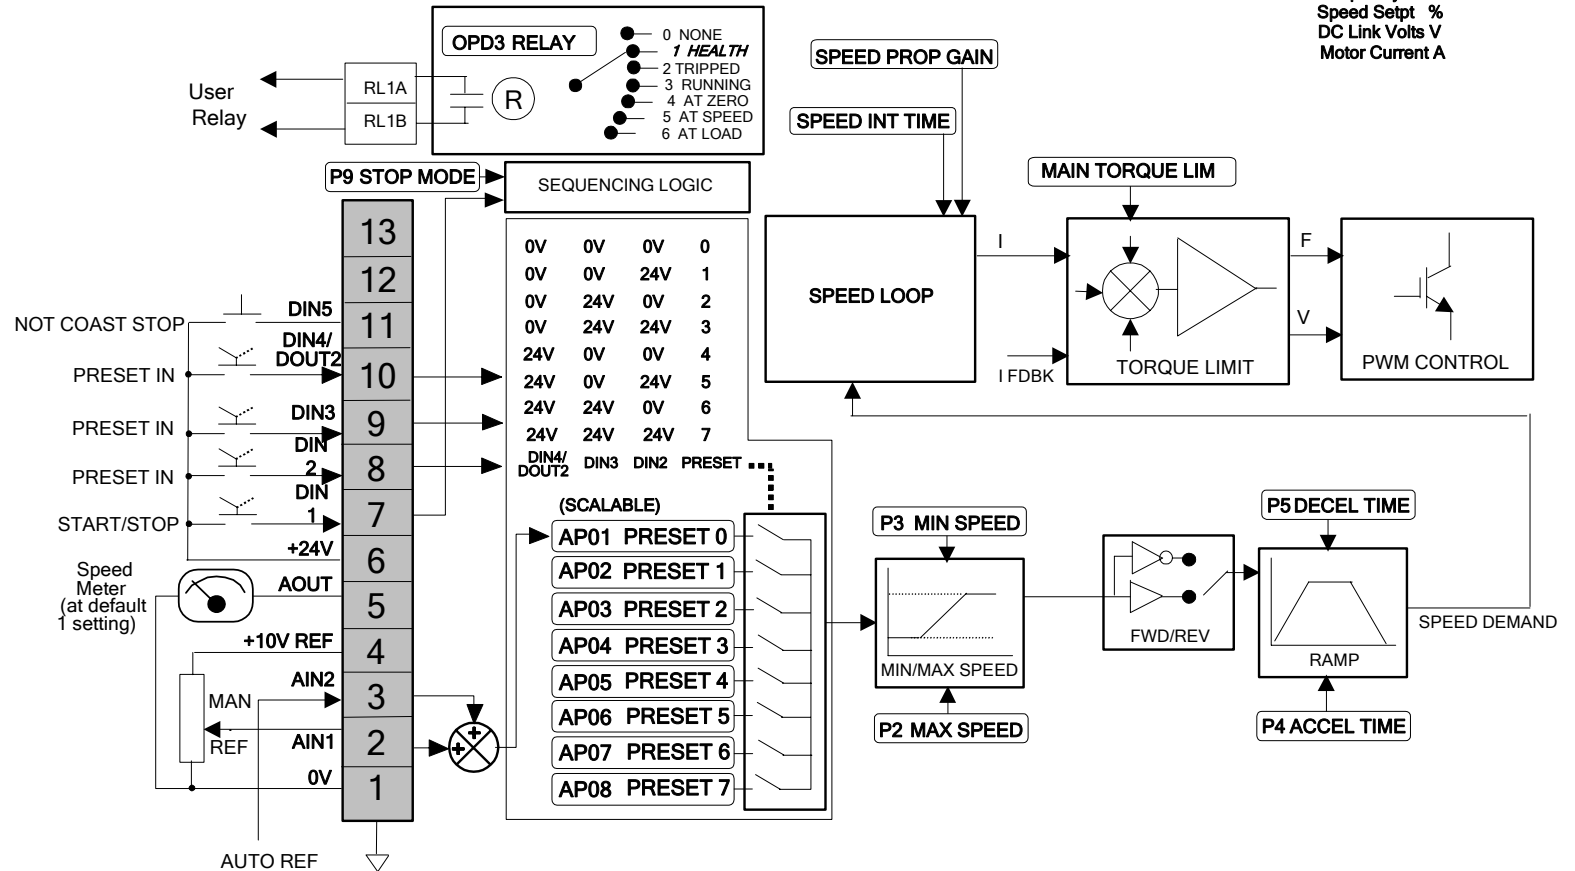 Speed Setpt %
DC Link Volts V
Motor Current A
OPD3 RELAY
0 NONE
1 HEALTH
2 TRIPPED
3 RUNNING
4 AT ZERO
5 AT SPEED
6 AT LOAD
R
User
Relay
RL1A
RL1B
SPEED PROP GAIN
SPEED INT TIME
P9 STOP MODE
SEQUENCING LOGIC
MAIN TORQUE LIM
13
12
11
10
9
8
7
6
5
4
3
2
1
NOT COAST STOP
DIN5
DIN4/
DOUT2
PRESET IN
DIN3
PRESET IN
DIN
2
PRESET IN
DIN
1
START/STOP
+24V
Speed
Meter
(at default
1 setting)
AOUT
+10V REF
AIN2
MAN
REF
AIN1
0V
AUTO REF
0V 0V 0V 0
0V 0V 24V 1
0V 24V 0V 2
0V 24V 24V 3
24V 0V 0V 4
24V 0V 24V 5
24V 24V 0V 6
24V 24V 24V 7
DIN4/
DOUT2 DIN3 DIN2 PRESET
(SCALABLE)
AP01 PRESET 0
AP02 PRESET 1
AP03 PRESET 2
AP04 PRESET 3
AP05 PRESET 4
AP06 PRESET 5
AP07 PRESET 6
AP08 PRESET 7
+
+
SPEED LOOP
I
I FDBK
TORQUE LIMIT
F
V
PWM CONTROL
P3 MIN SPEED
MIN/MAX SPEED
P2 MAX SPEED
FWD/REV
P5 DECEL TIME
RAMP
P4 ACCEL TIME
SPEED DEMAND